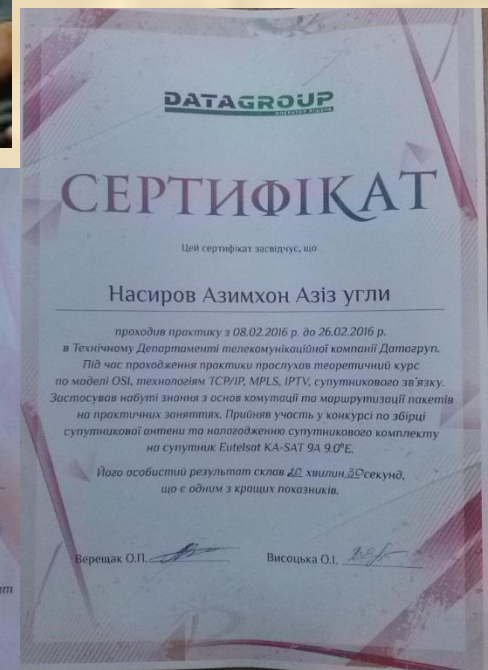 DATAGROUP
СЕРТИФІКАТ
Цей сертифікат засвідчує, що
Насиров Азимхон Азіз угли
проходив практику з 08.02.2016 р. до 26.02.2016 р.
в Технічному Департаменті телекомунікаційної компанії Датагруп.
Під час проходження практики прослухав теоретичний курс
по моделі OSI, технологіям TCP/IP, MPLS, IPTV, супутникового зв'язку.
Застосував набуті знання з основ комутації та маршрутизації пакетів
на практичних заняттях. Прийняв участь у конкурсі по збірці
супутникової антени та налогодженню супутникового комплекту
на супутник Eutelsat KA-SAT 9A 9.0°E.
Його особистий результат склав 20 хвилин 30 секунд,
що є одним з кращих показників.
Верещак О.П.
Висоцька О.І.